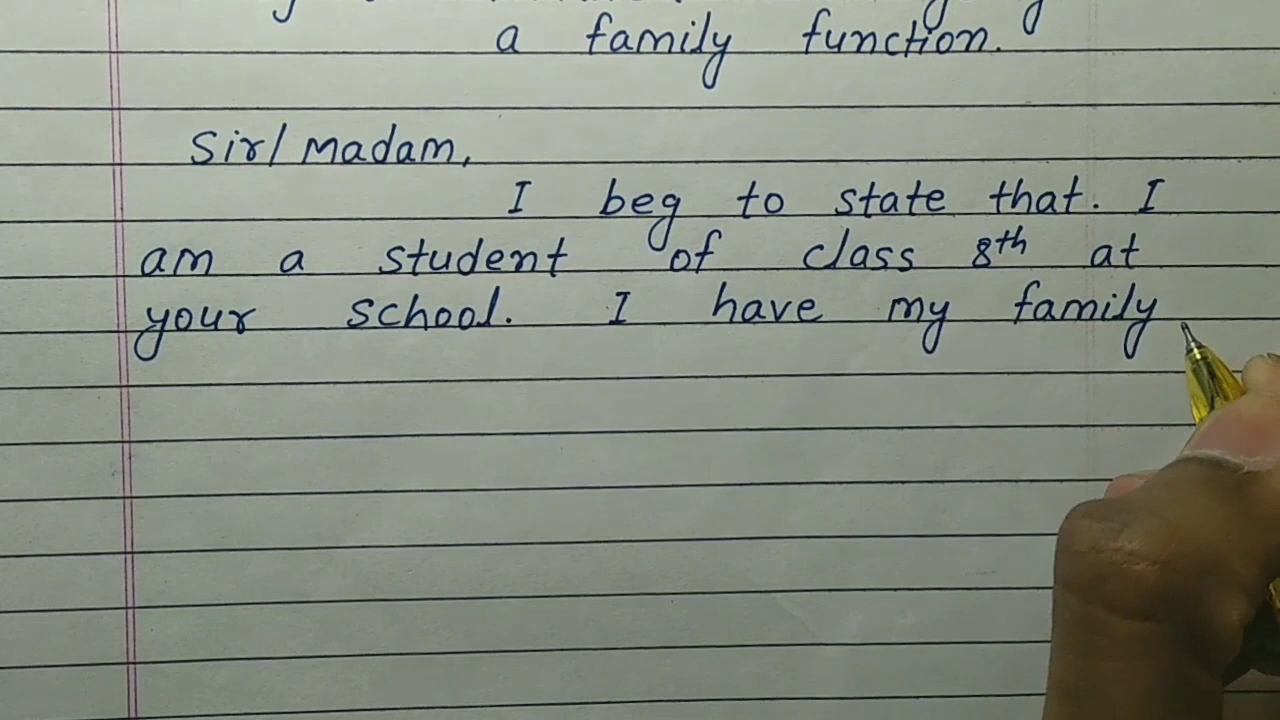 a family function.
Sir/Madam,
I beg to state that. I
am a student of class 8th at
your school. I have my family